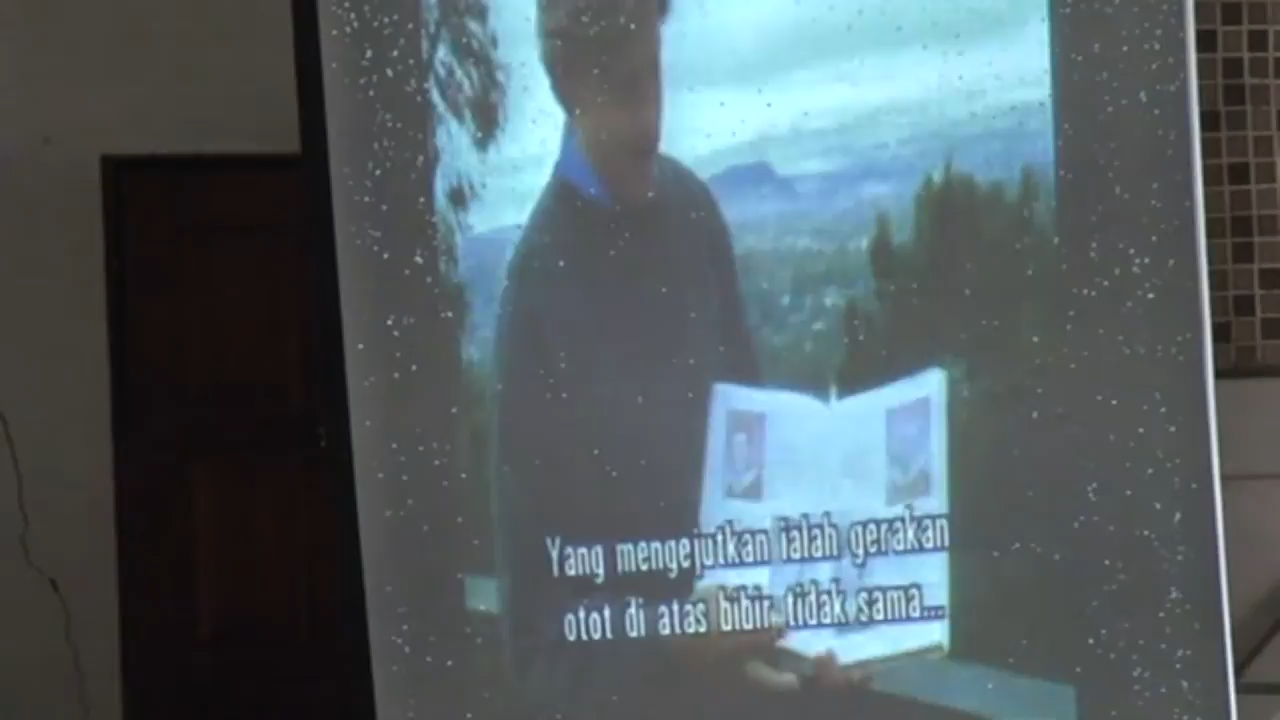 Yang mengejutkan ialah gerakan
otot di atas bibir tidak sama...